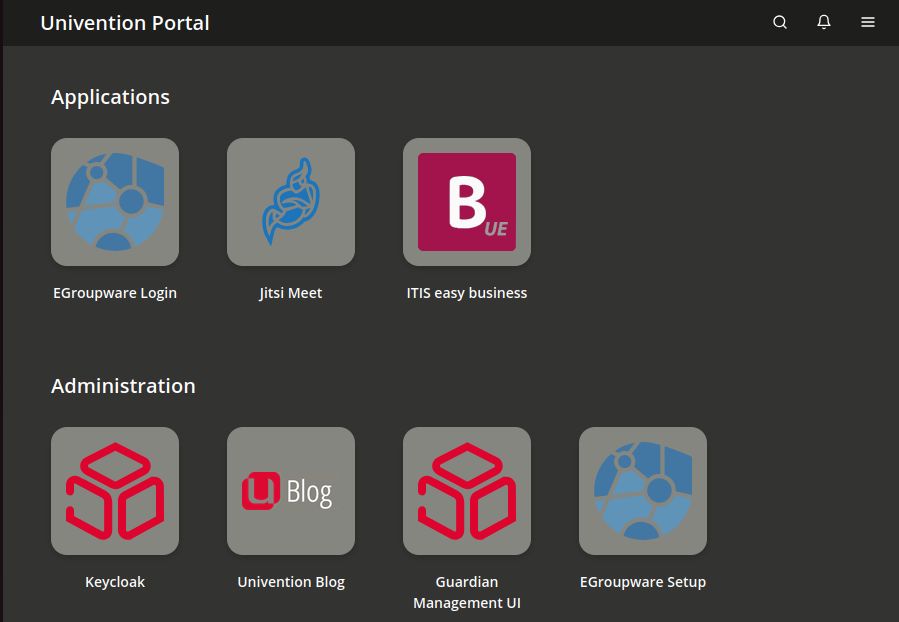 Univention Portal
Applications
B
UE
EGroupware Login
Jitsi Meet
ITIS easy business
Administration
Blog
Keycloak
Univention Blog
Guardian
Management UI
EGroupware Setup